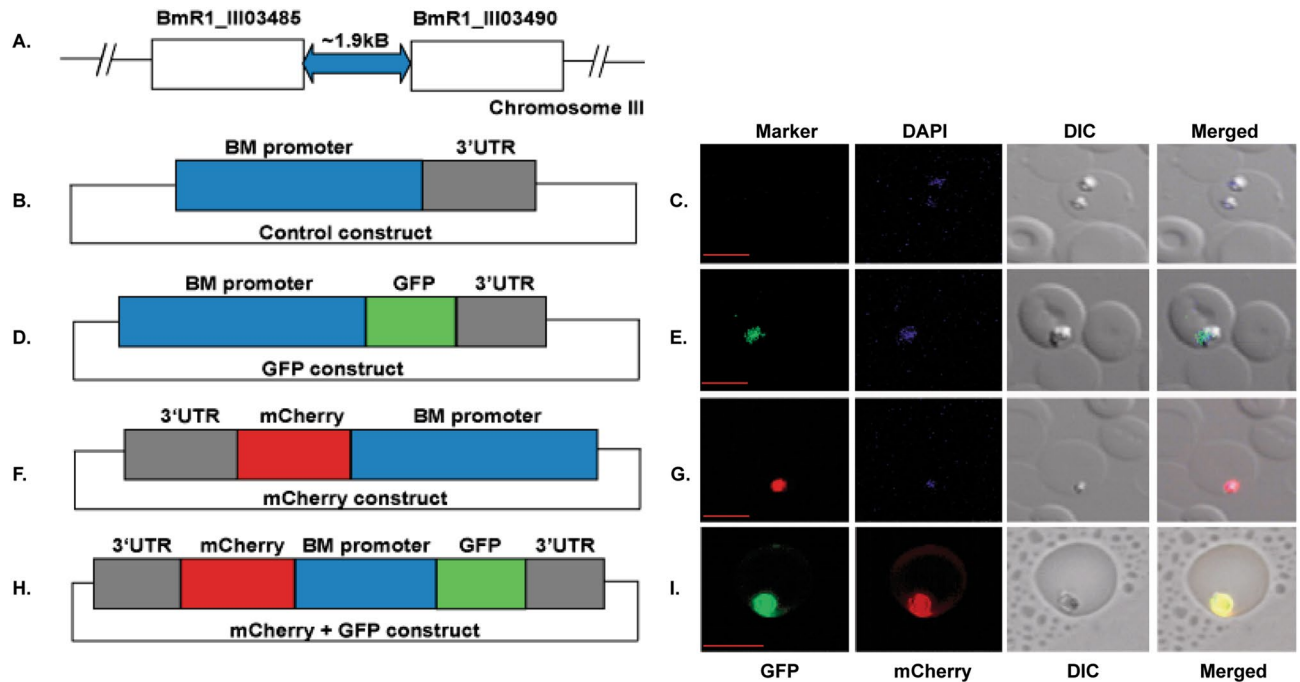 A.
BmR1_III03485
BmR1_III03490
~1.9kB
Chromosome III
B.
BM promoter
3’UTR
Control construct
D.
BM promoter
GFP
3’UTR
GFP construct
F.
3‘UTR
mCherry
BM promoter
mCherry construct
H.
3‘UTR
mCherry
BM promoter
GFP
3’UTR
mCherry + GFP construct
Marker
DAPI
DIC
Merged
C.
E.
G.
I.
GFP
mCherry
DIC
Merged